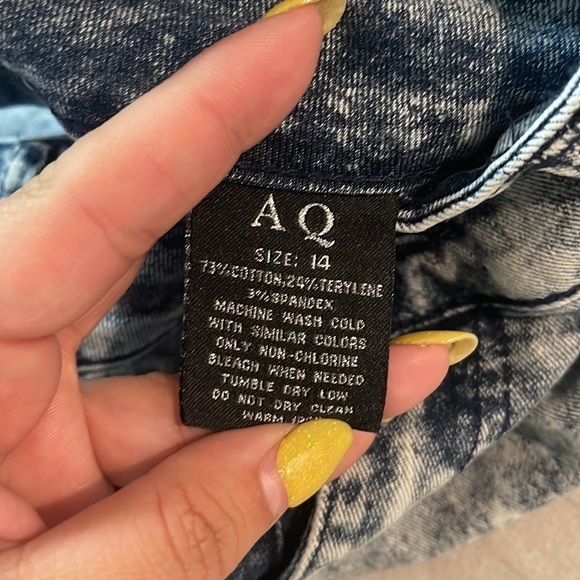 A Q
SIZE: 14
73%COTTON,24%TERYLENE
3%SPANDEX
MACHINE WASH COLD
WITH SIMILAR COLORS
ONLY NON-CHLORINE
BLEACH WHEN NEEDED
TUMBLE DRY LOW
DO NOT DRY CLEAN
WARM